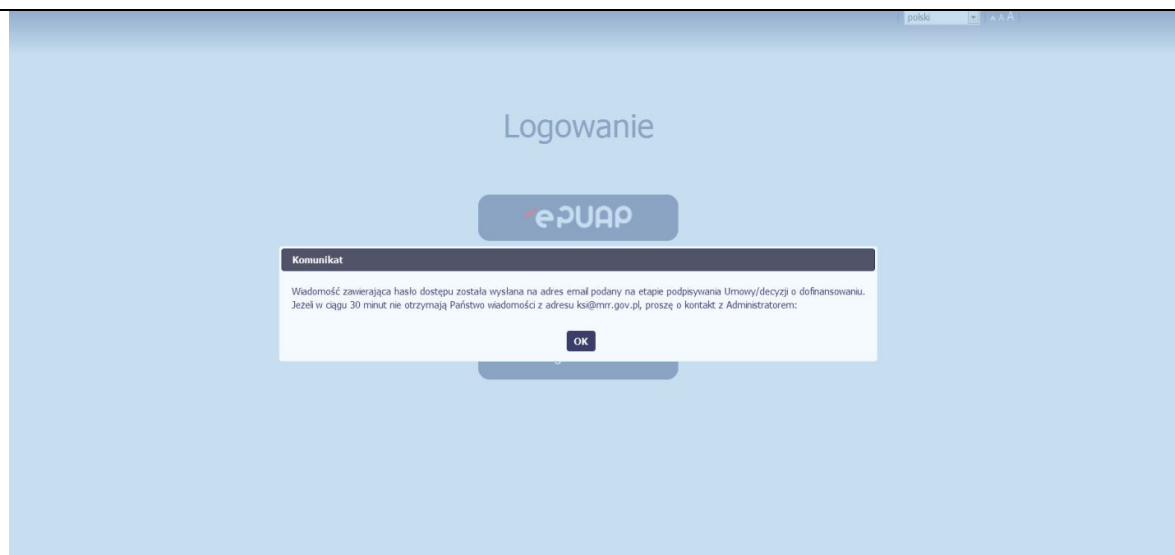 polski
A A A
Logowanie
ePUAP
Komunikat
Wiadomość zawierająca hasło dostępu została wysłana na adres email podany na etapie podpisywania Umowy/decyzji o dofinansowaniu.
Jeżeli w ciągu 30 minut nie otrzymają Państwo wiadomości z adresu ksi@mrr.gov.pl, proszę o kontakt z Administratorem:
OK